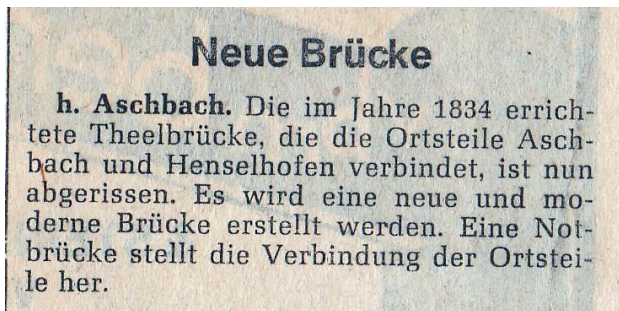 Neue Brücke
h. Aschbach. Die im Jahre 1834 errich-
tete Theelbrücke, die die Ortsteile Asch-
bach und Henselhofen verbindet, ist nun
abgerissen. Es wird eine neue und mo-
derne Brücke erstellt werden. Eine Not-
brücke stellt die Verbindung der Ortstei-
le her.